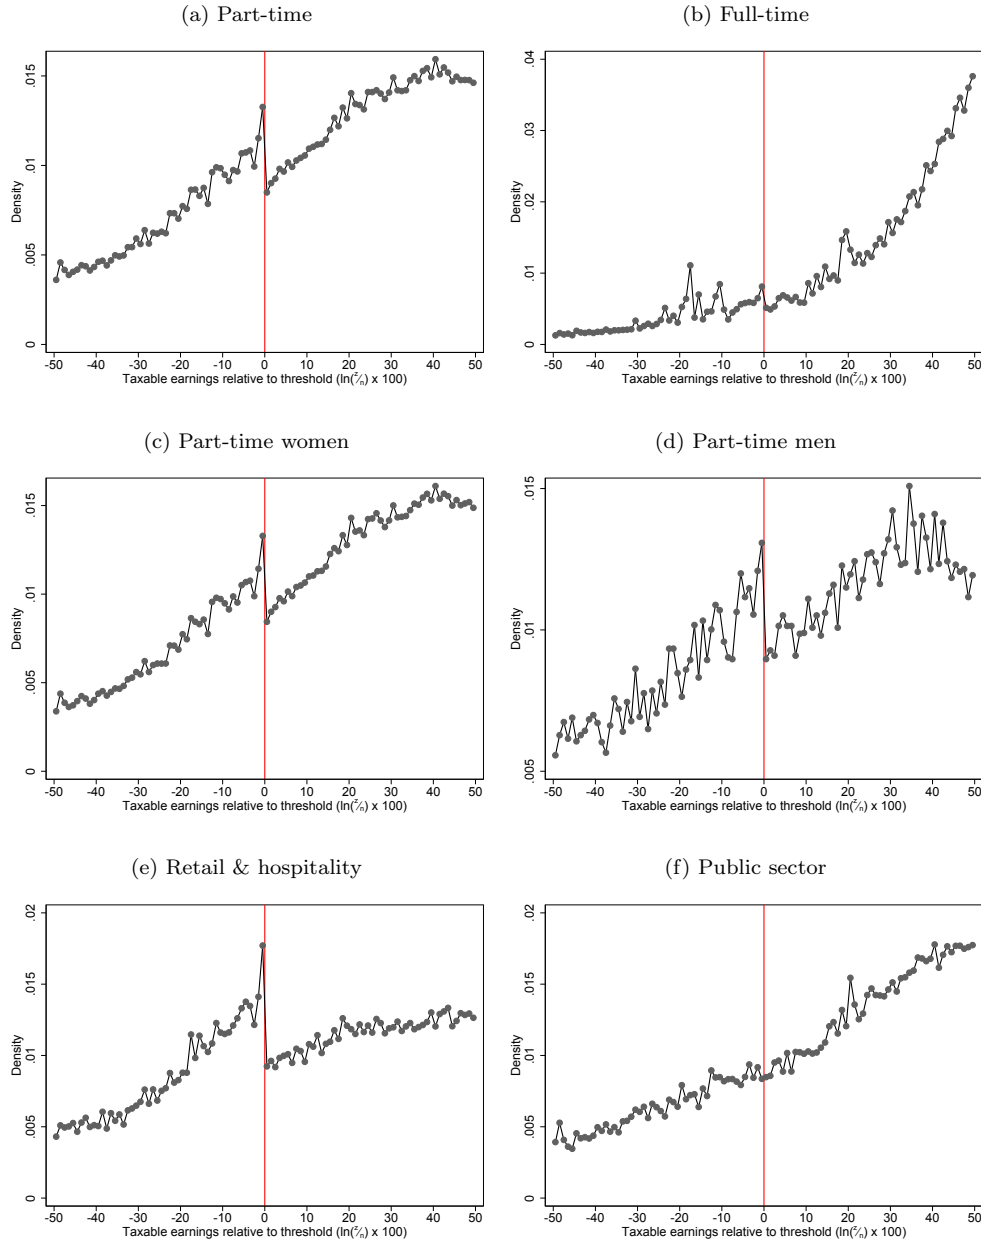 (a) Part-time
(b) Full-time
Density
0 .005 .01 .015
-50 -40 -30 -20 -10 0 10 20 30 40 50
Taxable earnings relative to threshold (ln(z/n) x 100)
Density
0 .01 .02 .03 .04
-50 -40 -30 -20 -10 0 10 20 30 40 50
Taxable earnings relative to threshold (ln(z/n) x 100)
(c) Part-time women
(d) Part-time men
Density
0 .005 .01 .015
-50 -40 -30 -20 -10 0 10 20 30 40 50
Taxable earnings relative to threshold (ln(z/n) x 100)
Density
.005 .01 .015
-50 -40 -30 -20 -10 0 10 20 30 40 50
Taxable earnings relative to threshold (ln(z/n) x 100)
(e) Retail & hospitality
(f) Public sector
Density
0 .005 .01 .015 .02
-50 -40 -30 -20 -10 0 10 20 30 40 50
Taxable earnings relative to threshold (ln(z/n) x 100)
Density
0 .005 .01 .015 .02
-50 -40 -30 -20 -10 0 10 20 30 40 50
Taxable earnings relative to threshold (ln(z/n) x 100)